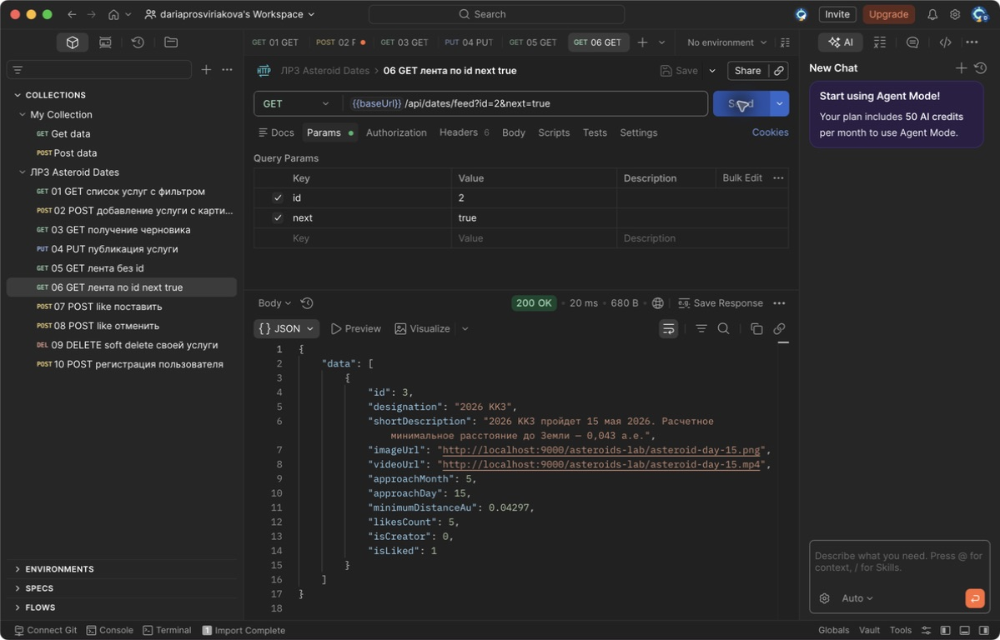 dariaprosviriakova's Workspace
Search
Invite
Upgrade
GET 01 GET
POST 02 F
GET 03 GET
PUT 04 PUT
GET 05 GET
GET 06 GET
No environment
AI
HTTP
ЛР3 Asteroid Dates > 06 GET лента по id next true
Save
Share
New Chat
COLLECTIONS
My Collection
GET Get data
POST Post data
ЛР3 Asteroid Dates
GET 01 GET список услуг с фильтром
POST 02 POST добавление услуги с карти...
GET 03 GET получение черновика
PUT 04 PUT публикация услуги
GET 05 GET лента без id
GET 06 GET лента по id next true
POST 07 POST like поставить
POST 08 POST like отменить
DEL 09 DELETE soft delete своей услуги
POST 10 POST регистрация пользователя
ENVIRONMENTS
SPECS
FLOWS
GET
{{baseUrl}} /api/dates/feed?id=2&next=true
Send
Docs
Params
Authorization
Headers 6
Body
Scripts
Tests
Settings
Cookies
Query Params
Key Value Description Bulk Edit
id 2
next true
Key Value Description
Body
200 OK
20 ms
680 B
Save Response
{ } JSON
Preview
Visualize
1 {
2 "data": [
3 {
4 "id": 3,
5 "designation": "2026 KK3",
6 "shortDescription": "2026 KK3 пройдет 15 мая 2026. Расчетное
минимальное расстояние до Земли — 0,043 а.е.",
7 "imageUrl": "http://localhost:9000/asteroids-lab/asteroid-day-15.png",
8 "videoUrl": "http://localhost:9000/asteroids-lab/asteroid-day-15.mp4",
9 "approachMonth": 5,
10 "approachDay": 15,
11 "minimumDistanceAu": 0.04297,
12 "likesCount": 5,
13 "isCreator": 0,
14 "isLiked": 1
15 }
16 ]
17 }
18
Start using Agent Mode!
Your plan includes 50 AI credits
per month to use Agent Mode.
Describe what you need. Press @ for
context, / for Skills.
Auto
Connect Git
Console
Terminal
1 Import Complete
Globals
Vault
Tools